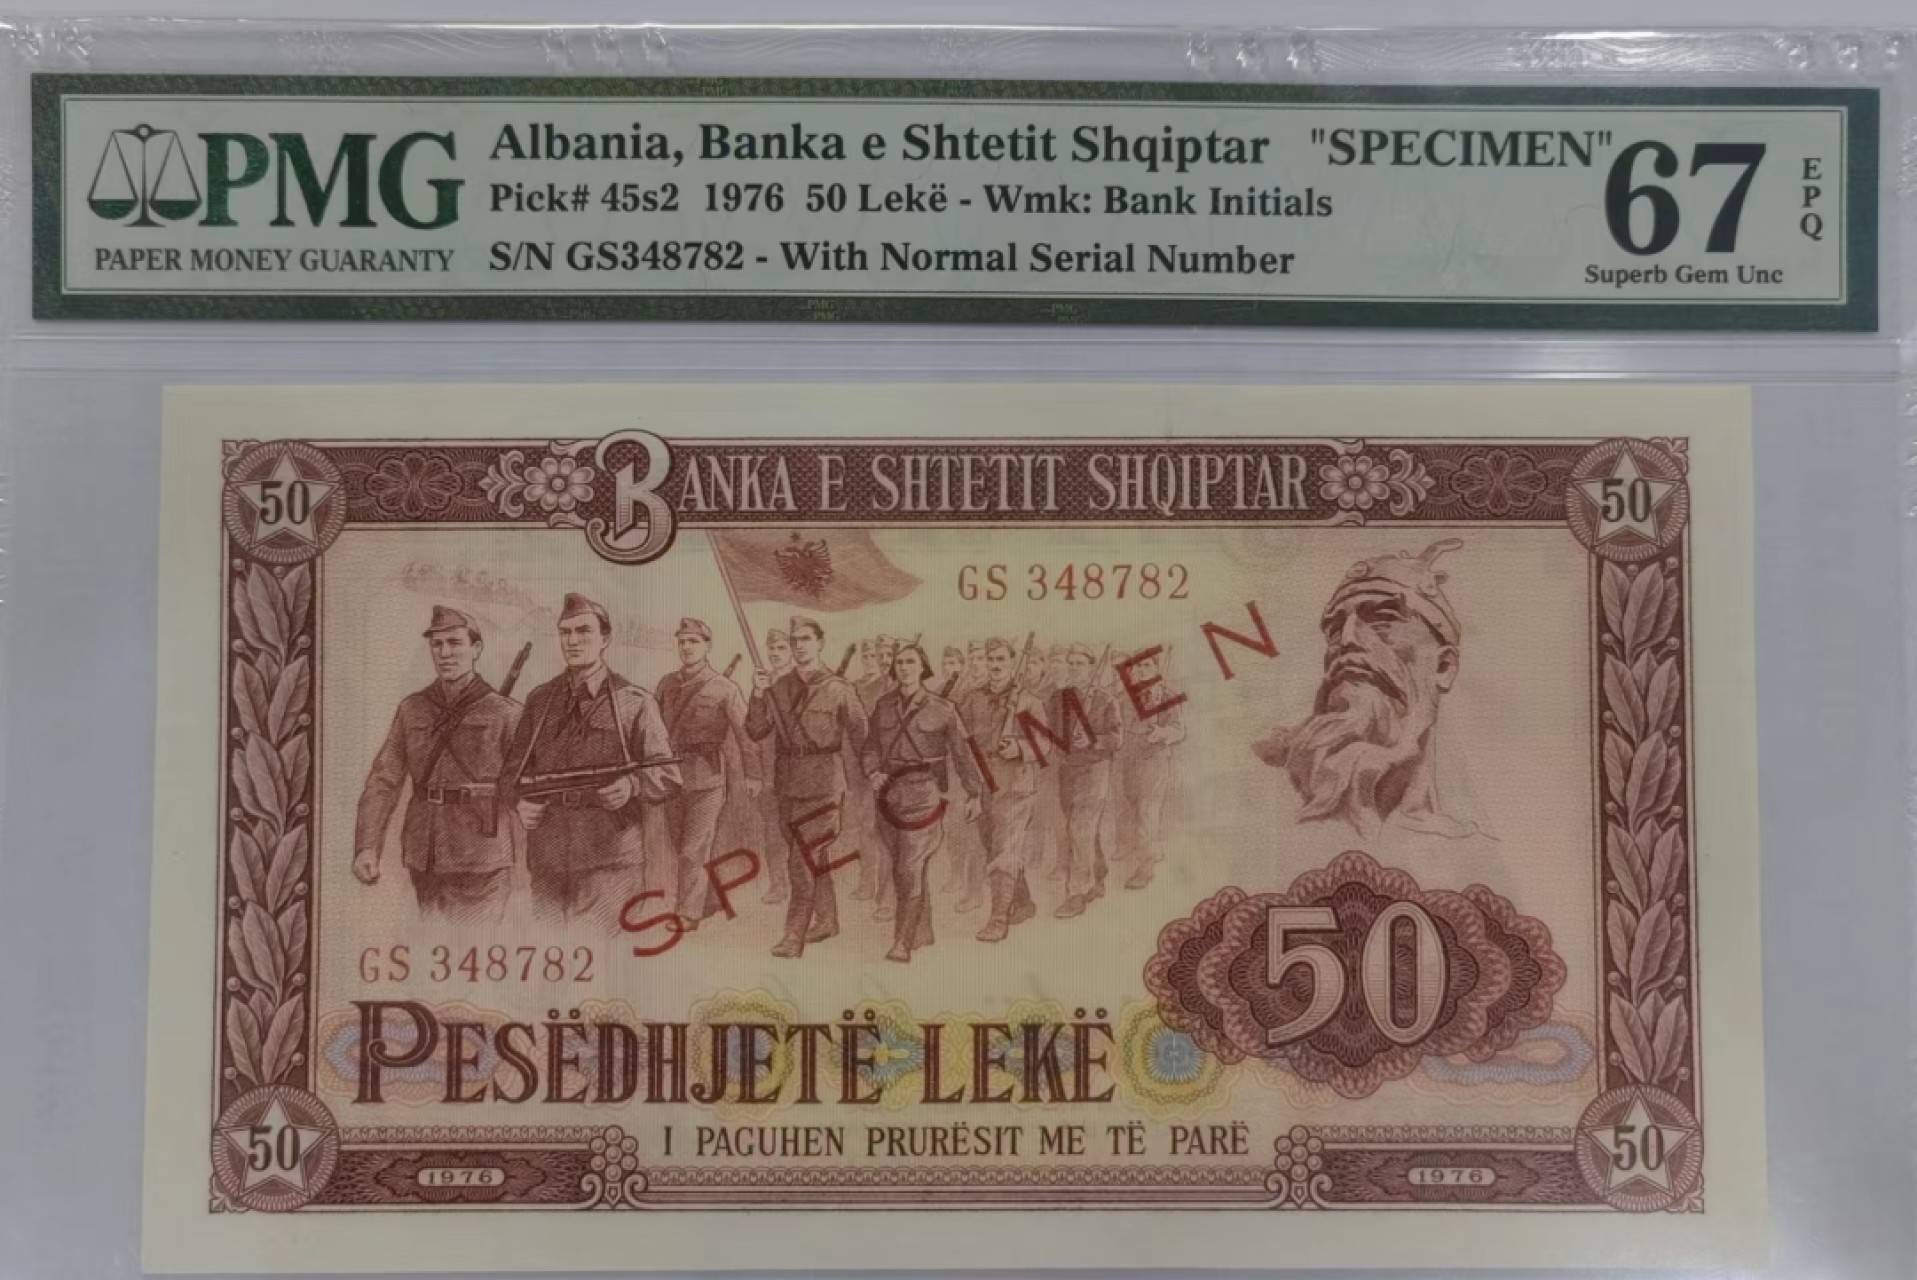 PMG
PAPER MONEY GUARANTY
Albania, Banka e Shtetit Shqiptar "SPECIMEN"
Pick# 45s2 1976 50 Lekë - Wmk: Bank Initials
S/N GS348782 - With Normal Serial Number
67
EPQ
Superb Gem Unc
50
BANKA E SHTETIT SHQIPTAR
50
GS 348782
SPECIMEN
GS 348782
50
PESËDHJETË LEKË
I PAGUHEN PRURËSIT ME TË PARË
50
1976
1976
50